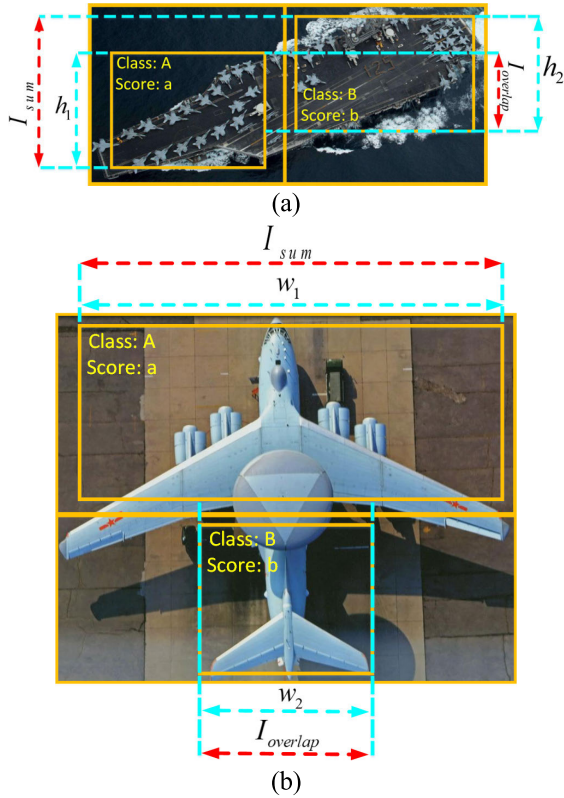 I_sum
h_1
Class: A
Score: a
Class: B
Score: b
I_overlap
h_2
(a)
I_sum
w_1
Class: A
Score: a
Class: B
Score: b
w_2
I_overlap
(b)